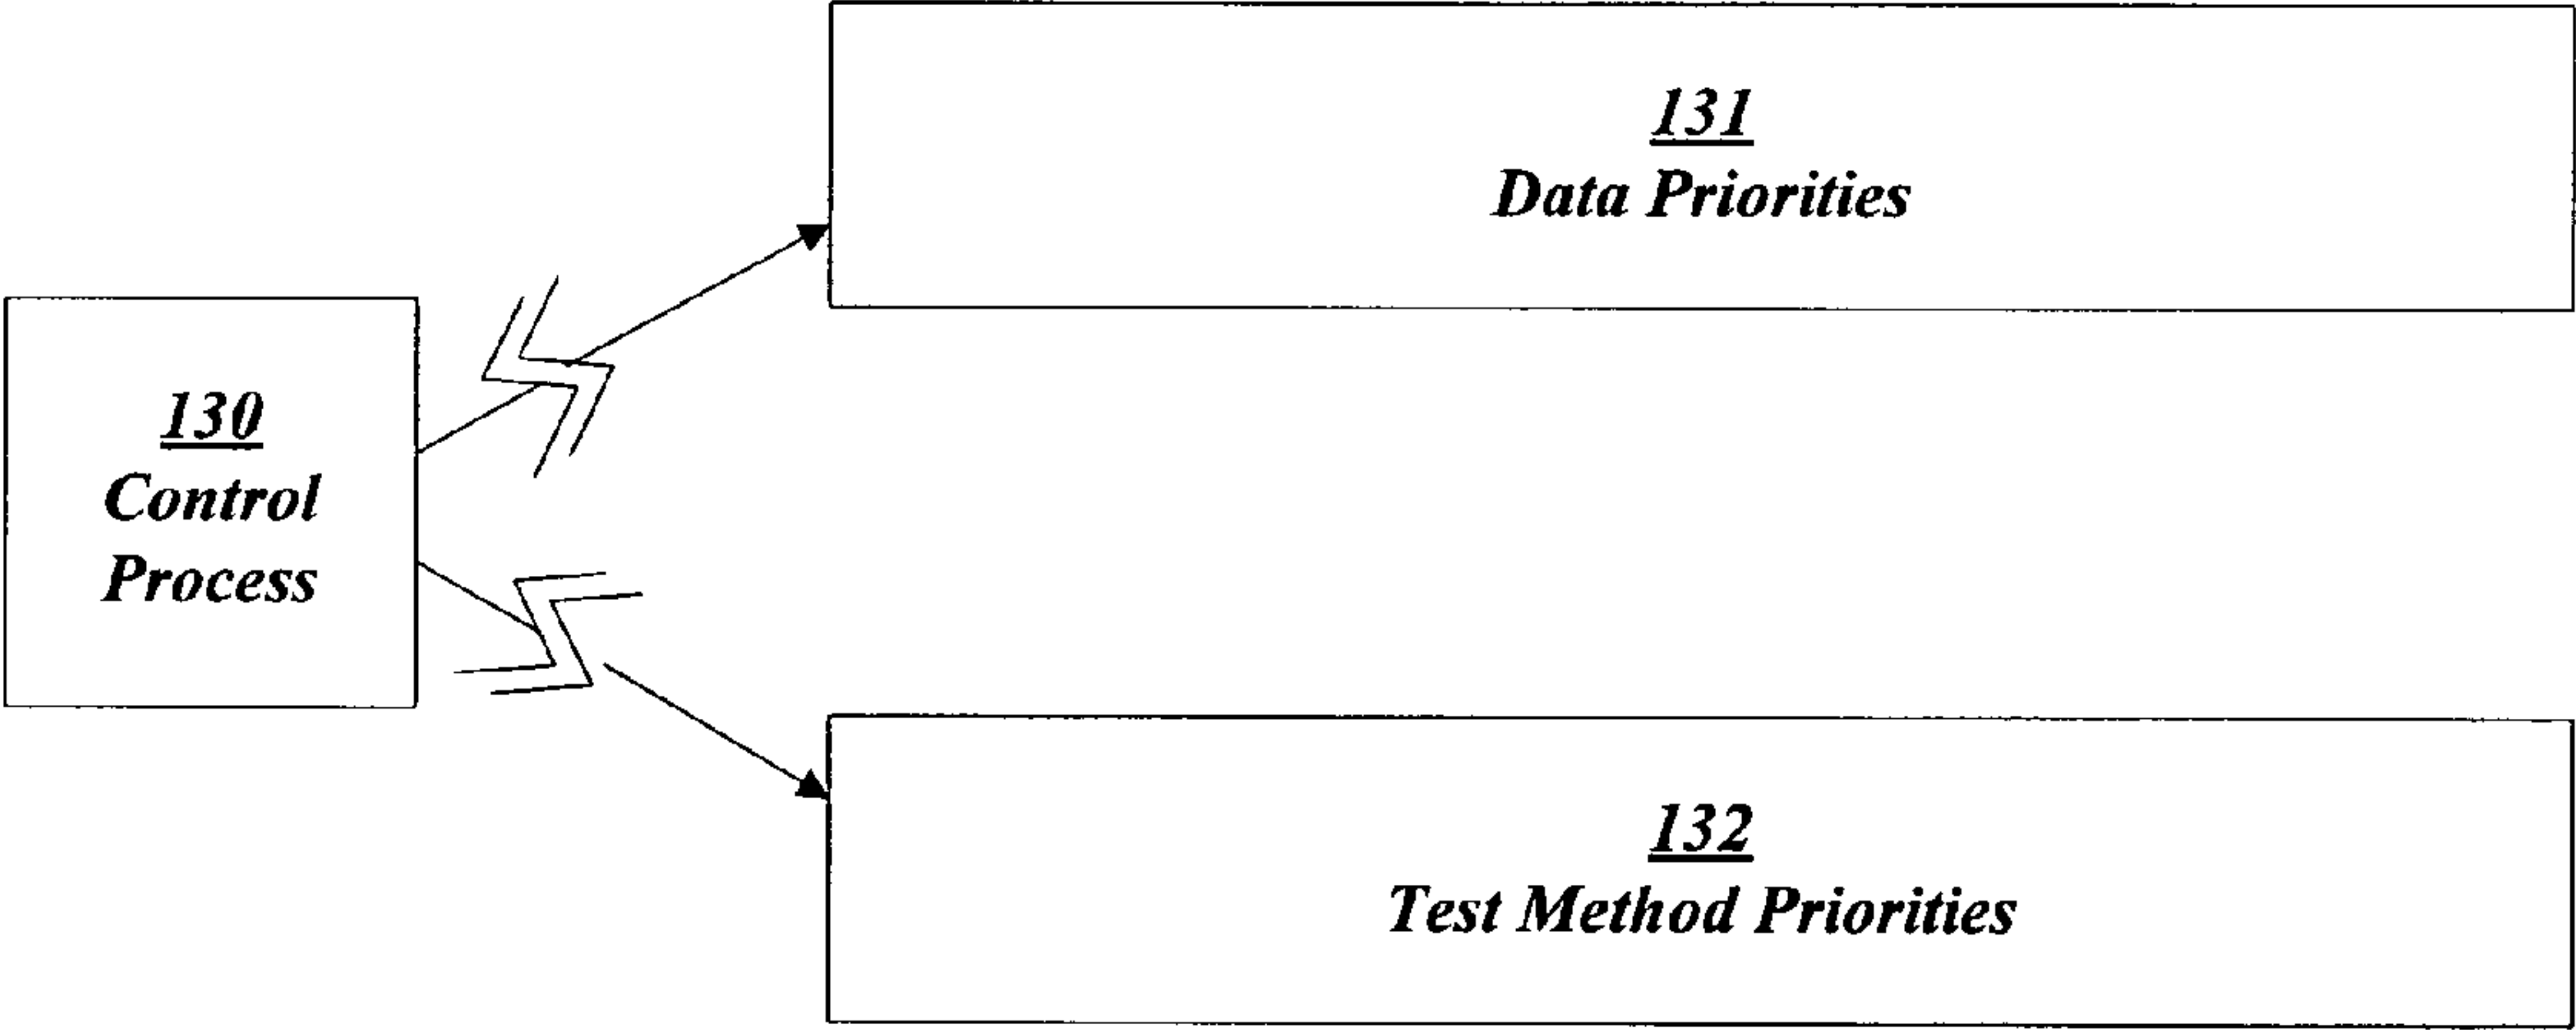 131
Data Priorities
130
Control
Process
132
Test Method Priorities